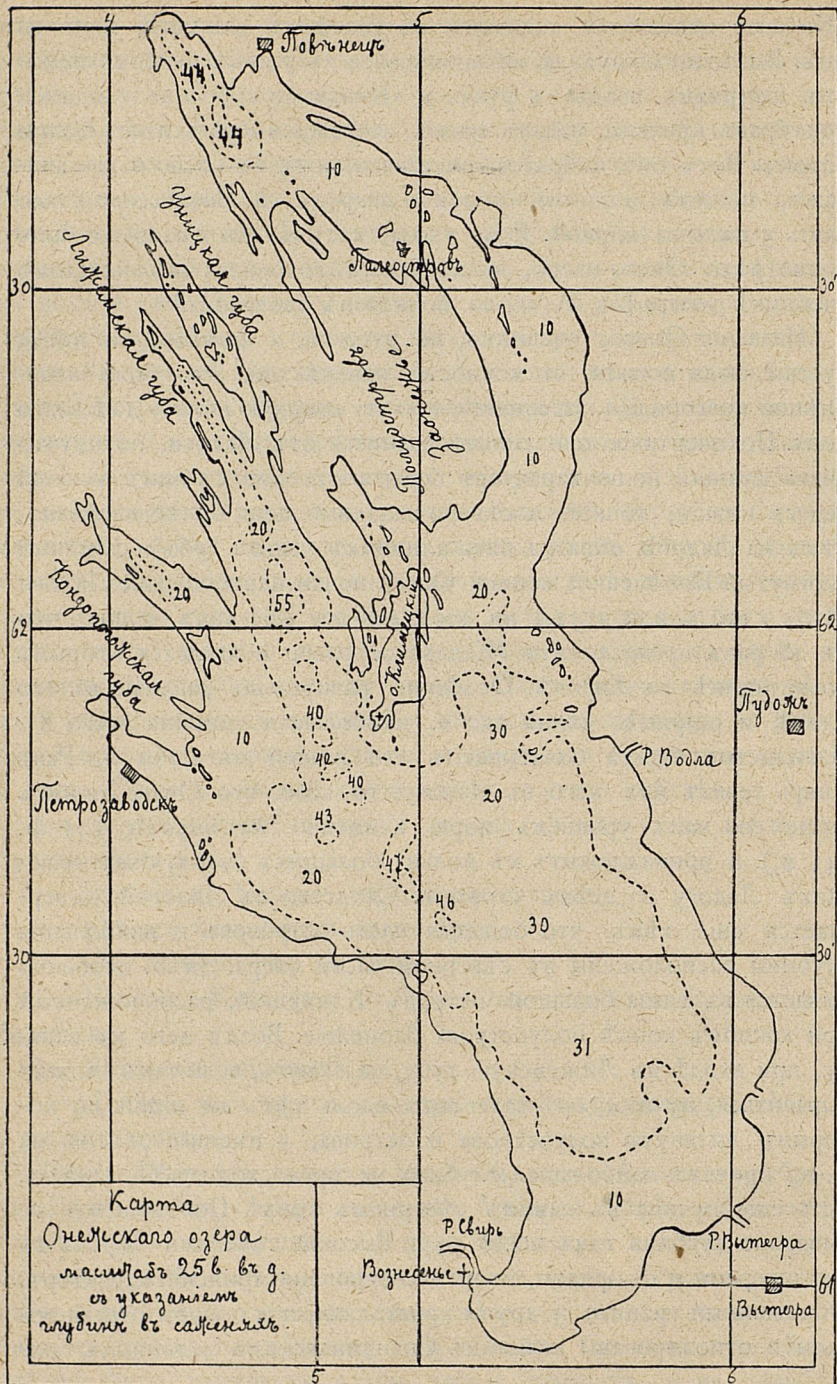 4 5 6
Повѣнецъ
44
44
10
Уницкая губа
Лижемская губа
Палеостровъ
30' 30'
10
Полуостровъ
Заонежье
10
20
20
55
20
Кондопожская
губа
62 62
о. Климецкій
Пудожъ
40
30
10
42
Р. Водла
40
20
Петрозаводскъ
43
47
20
46
30
30' 30'
31
10
Карта
Онежскаго озера
масштабъ 25 в. въ д.
съ указаніемъ
глубинъ въ саженяхъ.
Р. Свирь
Вознесенье
Р. Вытегра
61
Вытегра
5 6